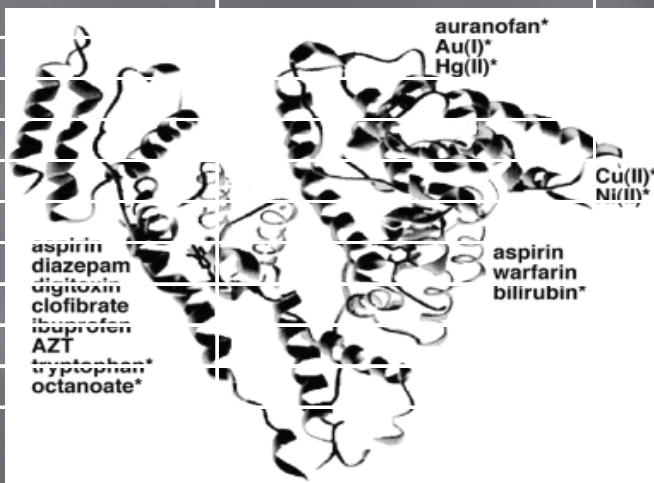 auranofan*
Au(I)*
Hg(II)*
Cu(II)*
Ni(II)*
aspirin
diazepam
digitoxin
clofibrate
ibuprofen
AZT
tryptophan*
octanoate*
aspirin
warfarin
bilirubin*